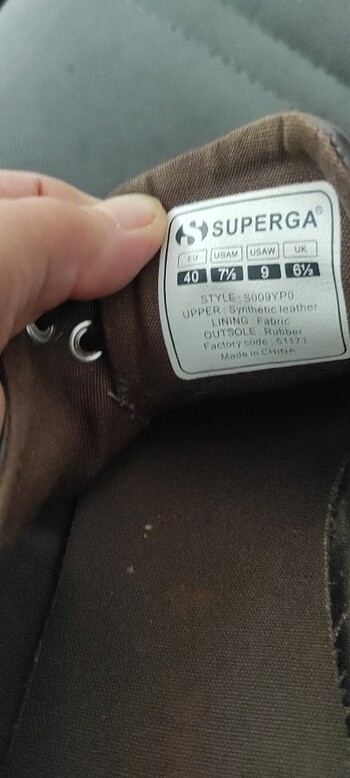 SUPERGA®
EU USAM USAW UK
40 7½ 9 6½
STYLE : S009YP0
UPPER : Synthetic leather
LINING : Fabric
OUTSOLE : Rubber
Factory code : 51171
Made in CHINA